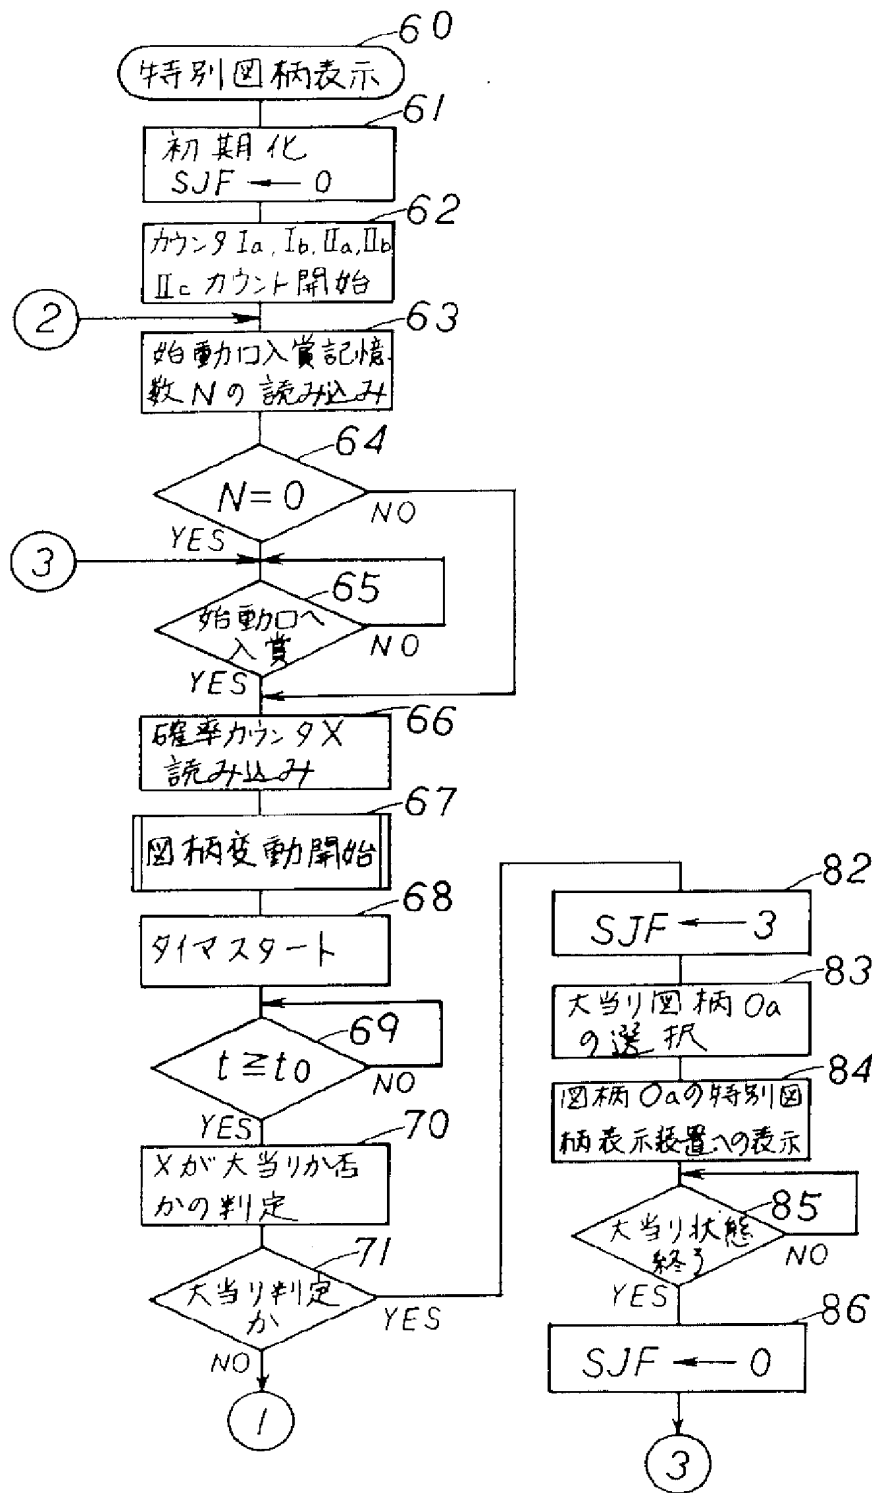 60
特別図柄表示
61
初期化
SJF ← 0
62
カウンタIa, Ib, IIa, IIb
IIc カウント開始
2
63
始動口入賞記憶
数Nの読み込み
64
N=0
NO
YES
3
65
始動口へ
入賞
NO
YES
66
確率カウンタX
読み込み
67
図柄変動開始
68
タイマスタート
69
t≧to
NO
YES
70
Xが大当りか否
かの判定
71
大当り判定
か
YES
NO
1
82
SJF ← 3
83
大当り図柄Oa
の選択
84
図柄Oaの特別図
柄表示装置への表示
85
大当り状態
終了
NO
YES
86
SJF ← 0
3